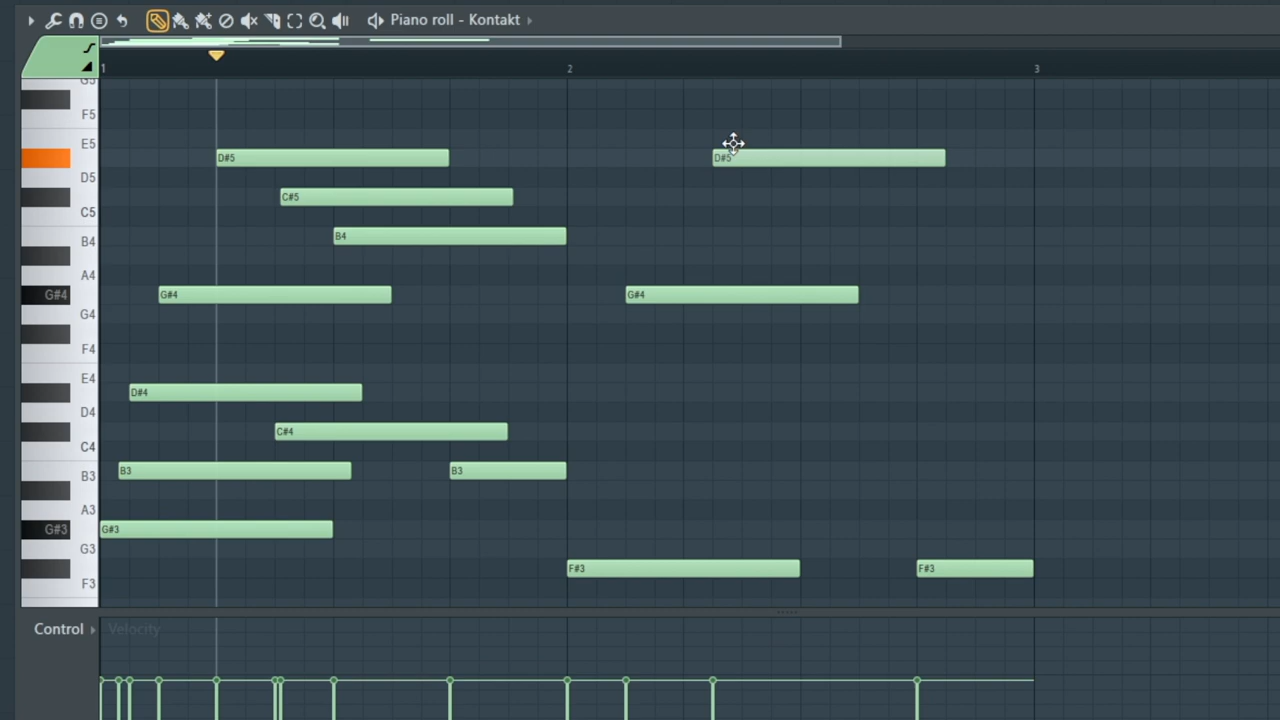 Piano roll - Kontakt
1 2 3
G5
F5
E5
D#5 D#5
D5
C#5
C5
B4
B4
A4
G#4 G#4 G#4
G4
F4
E4
D#4
D4
C#4
C4
B3 B3
B3
A3
G#3 G#3
G3
F#3 F#3
F3
Control Velocity